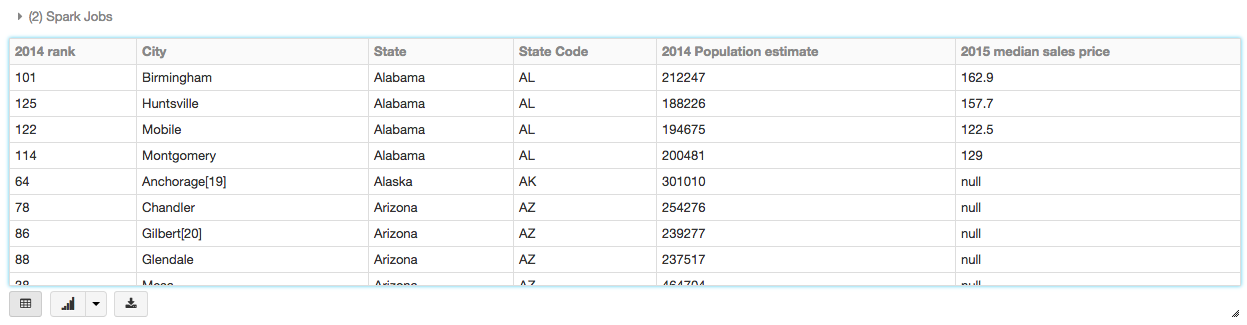 (2) Spark Jobs
2014 rank City State State Code 2014 Population estimate 2015 median sales price
101 Birmingham Alabama AL 212247 162.9
125 Huntsville Alabama AL 188226 157.7
122 Mobile Alabama AL 194675 122.5
114 Montgomery Alabama AL 200481 129
64 Anchorage[19] Alaska AK 301010 null
78 Chandler Arizona AZ 254276 null
86 Gilbert[20] Arizona AZ 239277 null
88 Glendale Arizona AZ 237517 null
38 Mesa Arizona AZ 464704 null